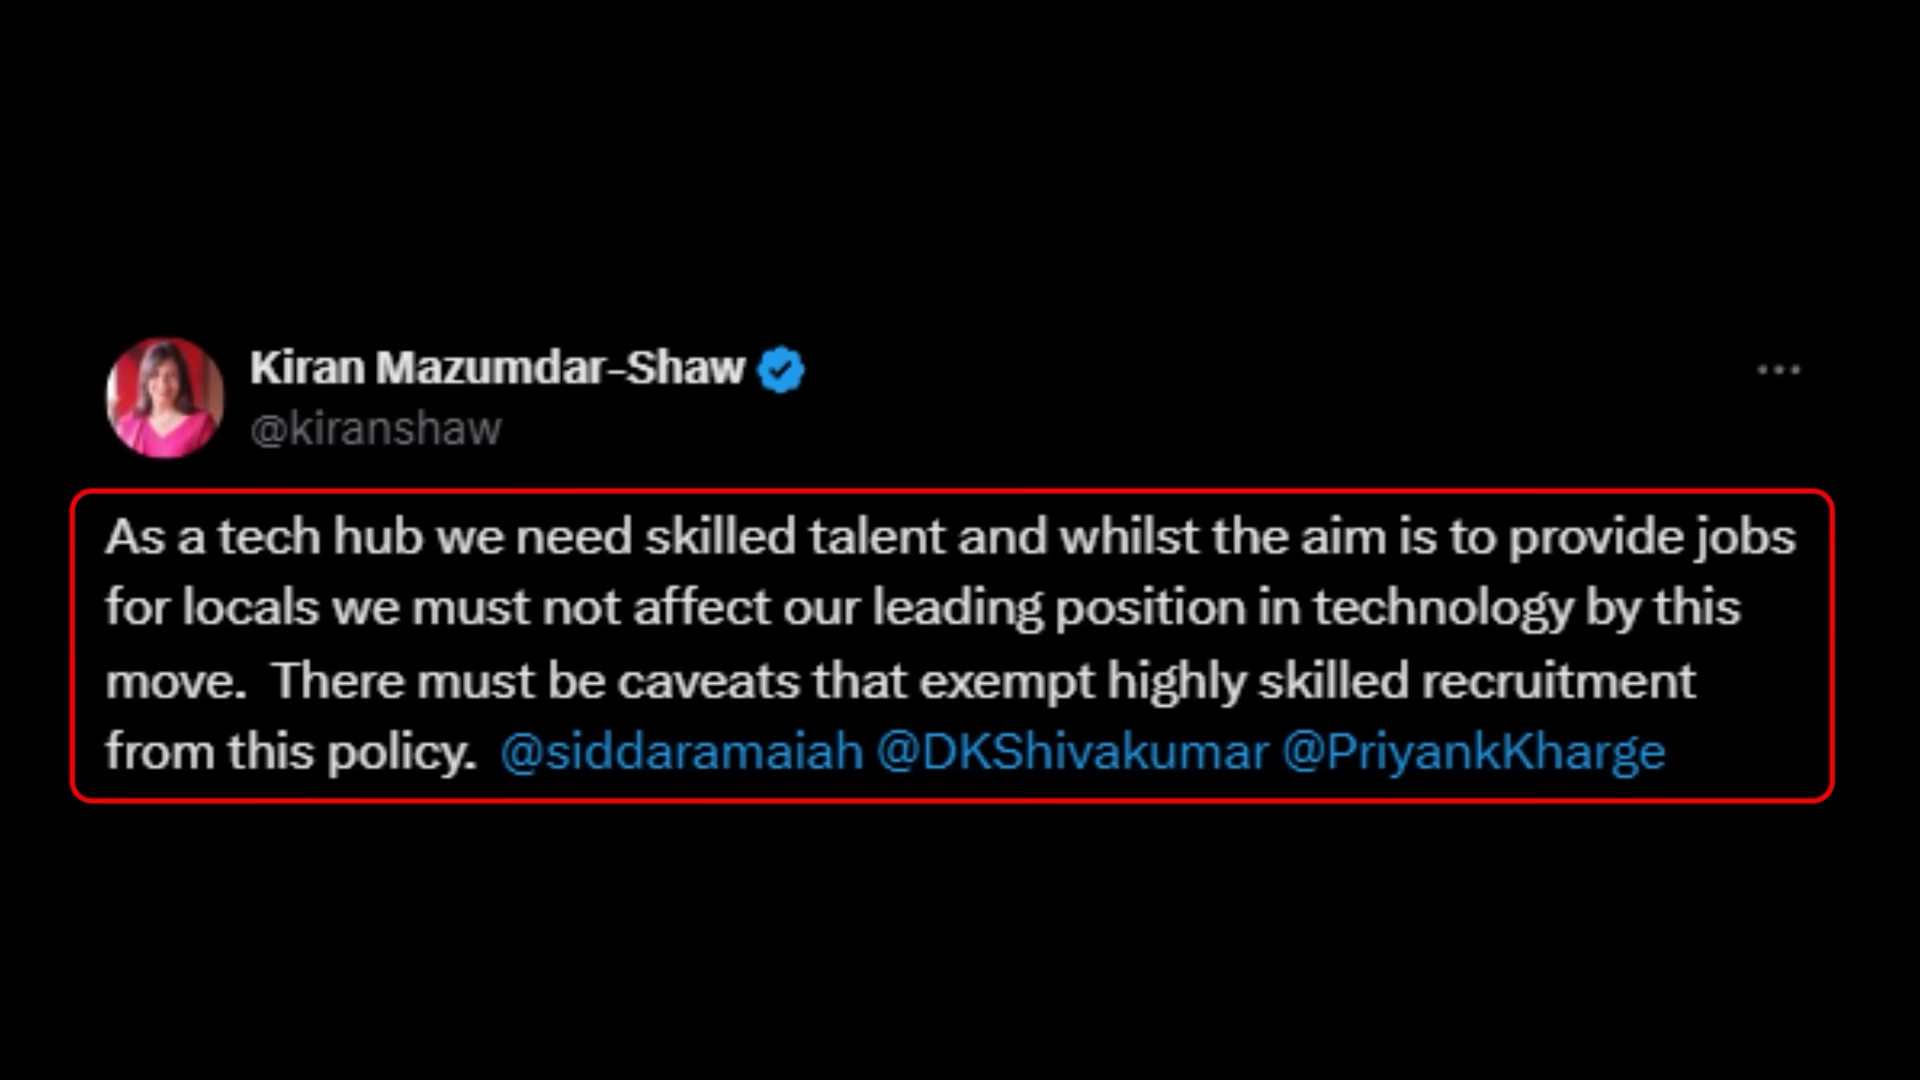 Kiran Mazumdar-Shaw
@kiranshaw
As a tech hub we need skilled talent and whilst the aim is to provide jobs
for locals we must not affect our leading position in technology by this
move.  There must be caveats that exempt highly skilled recruitment
from this policy.  @siddaramaiah @DKShivakumar @PriyankKharge